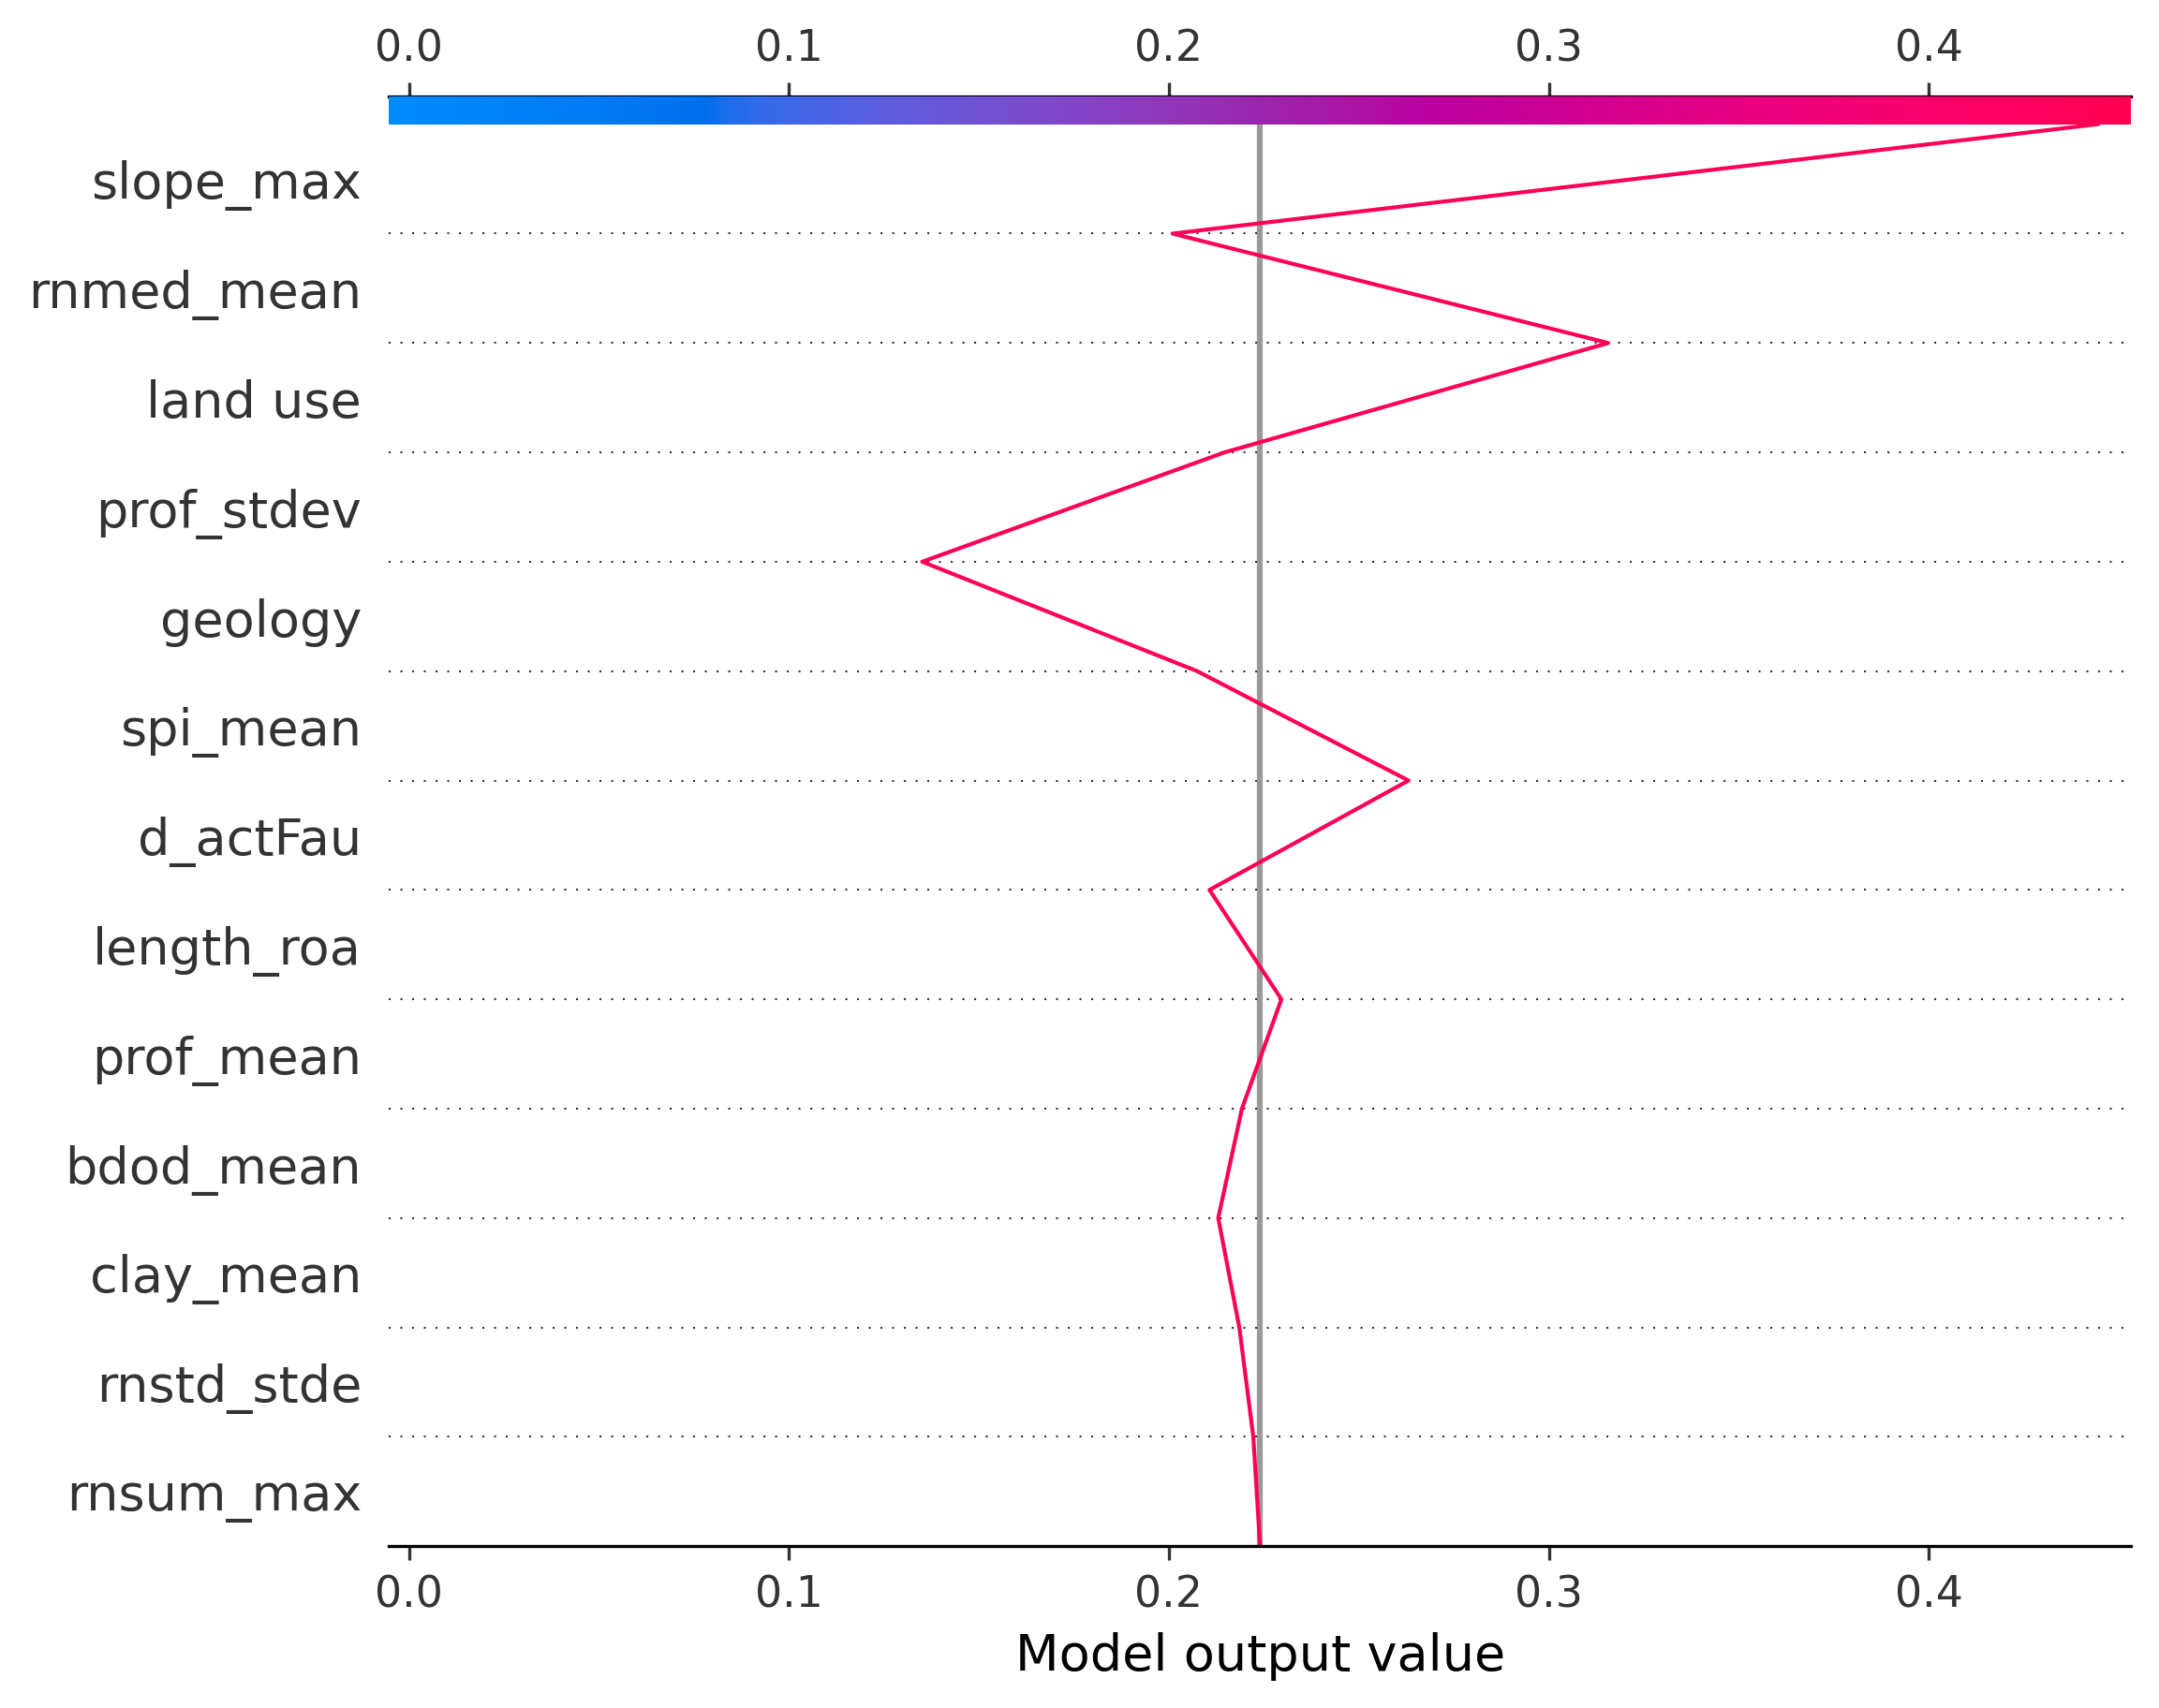 0.0 0.1 0.2 0.3 0.4
slope_max
rnmed_mean
land use
prof_stdev
geology
spi_mean
d_actFau
length_roa
prof_mean
bdod_mean
clay_mean
rnstd_stde
rnsum_max
0.0 0.1 0.2 0.3 0.4
Model output value